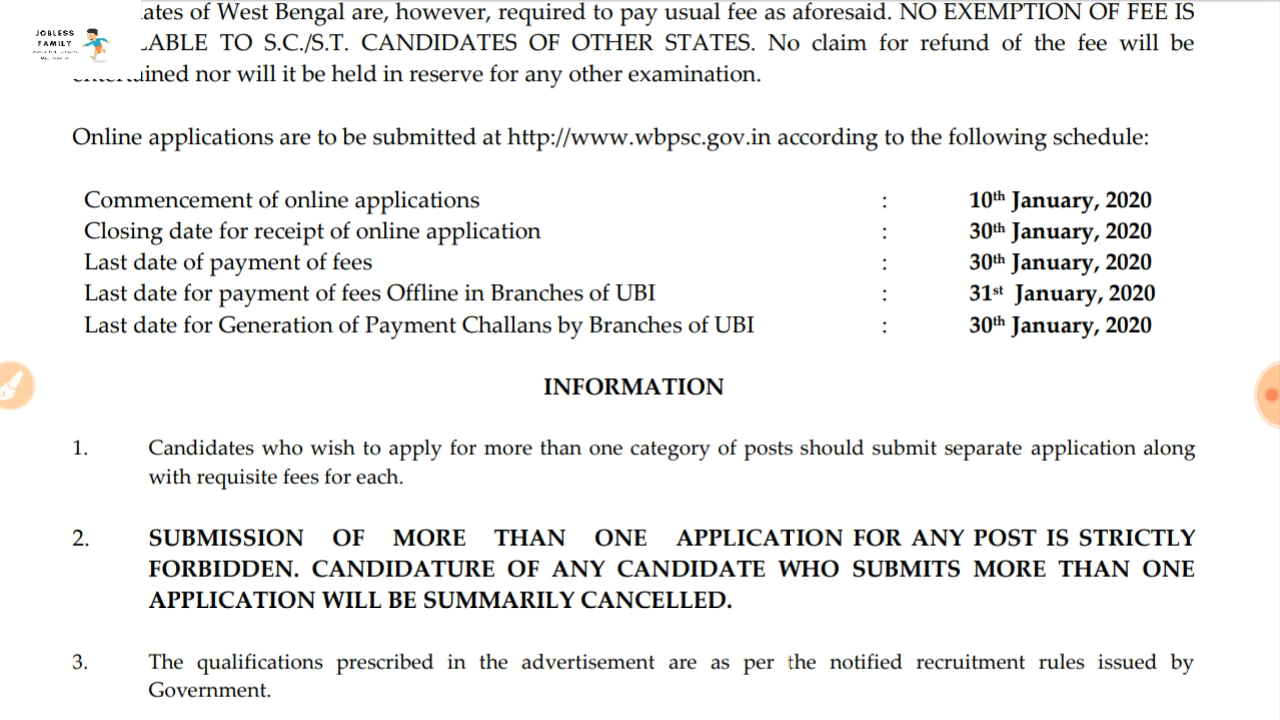 JOBLESS
FAMILY
of West Bengal are, however, required to pay usual fee as aforesaid. NO EXEMPTION OF FEE IS
TO S.C./S.T. CANDIDATES OF OTHER STATES. No claim for refund of the fee will be
nor will it be held in reserve for any other examination.
Online applications are to be submitted at http://www.wbpsc.gov.in according to the following schedule:
Commencement of online applications : 10th January, 2020
Closing date for receipt of online application : 30th January, 2020
Last date of payment of fees : 30th January, 2020
Last date for payment of fees Offline in Branches of UBI : 31st January, 2020
Last date for Generation of Payment Challans by Branches of UBI : 30th January, 2020
INFORMATION
1. Candidates who wish to apply for more than one category of posts should submit separate application along
with requisite fees for each.
2. SUBMISSION OF MORE THAN ONE APPLICATION FOR ANY POST IS STRICTLY
FORBIDDEN. CANDIDATURE OF ANY CANDIDATE WHO SUBMITS MORE THAN ONE
APPLICATION WILL BE SUMMARILY CANCELLED.
3. The qualifications prescribed in the advertisement are as per the notified recruitment rules issued by
Government.